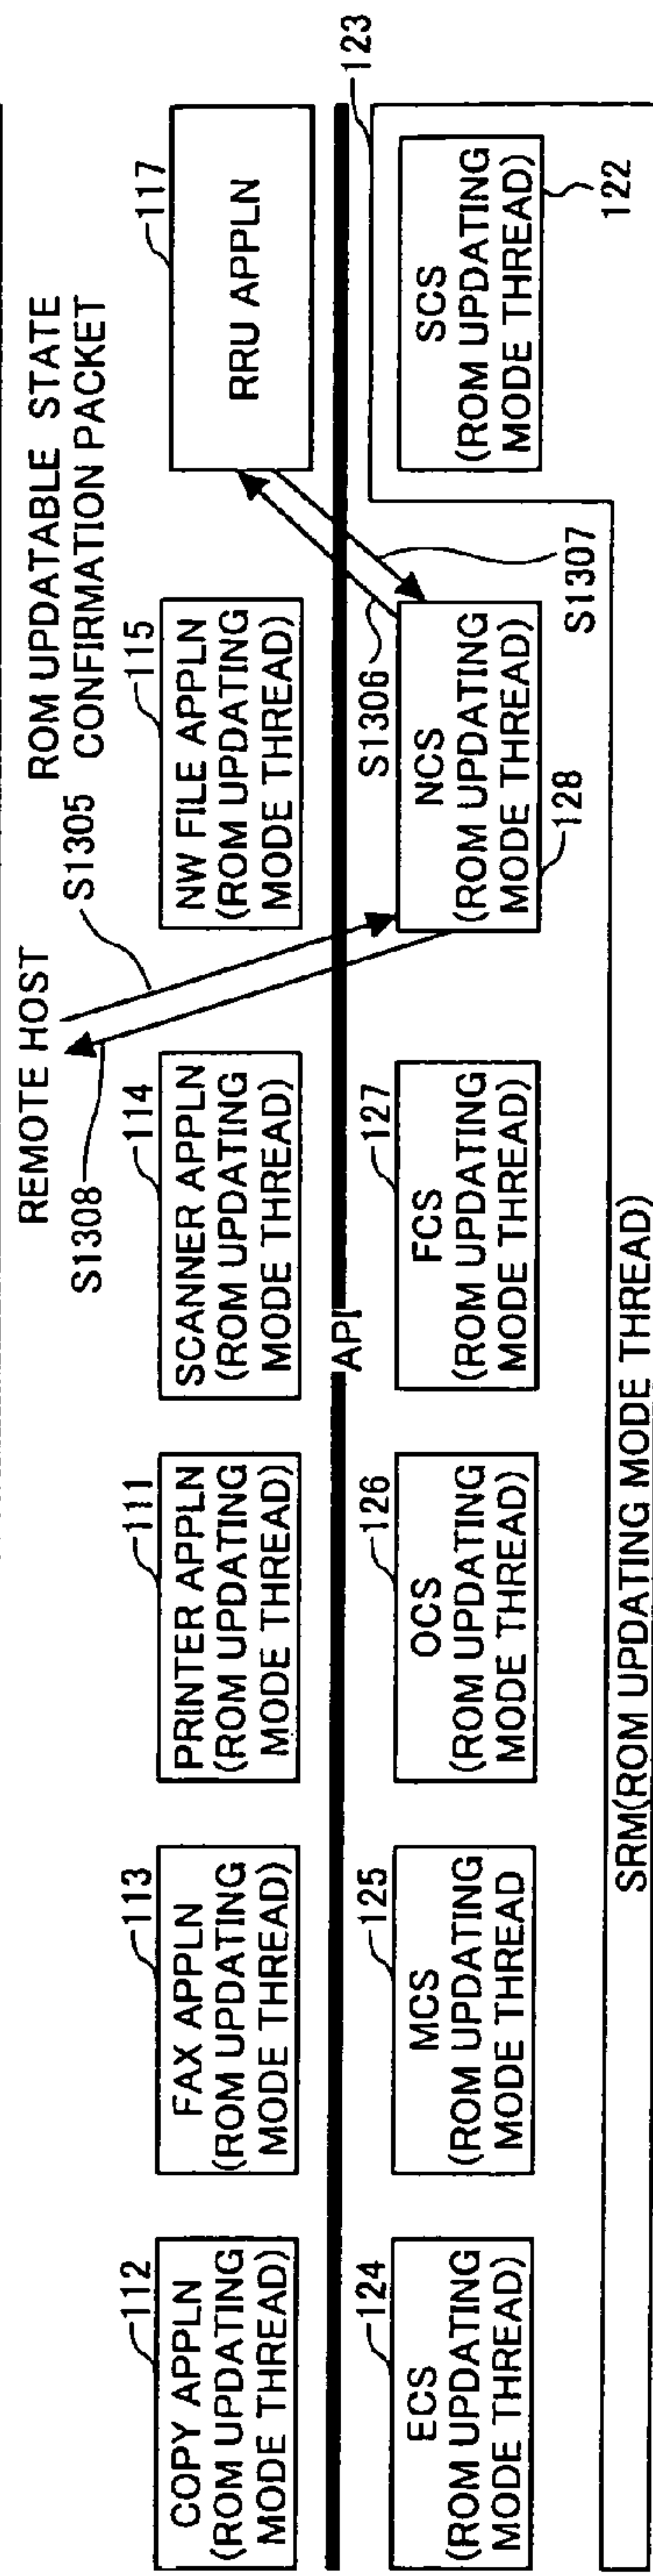 REMOTE HOST
S1305
ROM UPDATABLE STATE
CONFIRMATION PACKET
S1308
112
COPY APPLN
(ROM UPDATING
MODE THREAD)
113
FAX APPLN
(ROM UPDATING
MODE THREAD)
111
PRINTER APPLN
(ROM UPDATING
MODE THREAD)
114
SCANNER APPLN
(ROM UPDATING
MODE THREAD)
115
NW FILE APPLN
(ROM UPDATING
MODE THREAD)
117
RRU APPLN
API
123
124
ECS
(ROM UPDATING
MODE THREAD)
125
MCS
(ROM UPDATING
MODE THREAD
126
OCS
(ROM UPDATING
MODE THREAD)
127
FCS
(ROM UPDATING
MODE THREAD)
S1306
NCS
(ROM UPDATING
MODE THREAD)
128
S1307
SCS
(ROM UPDATING
MODE THREAD)
122
SRM(ROM UPDATING MODE THREAD)